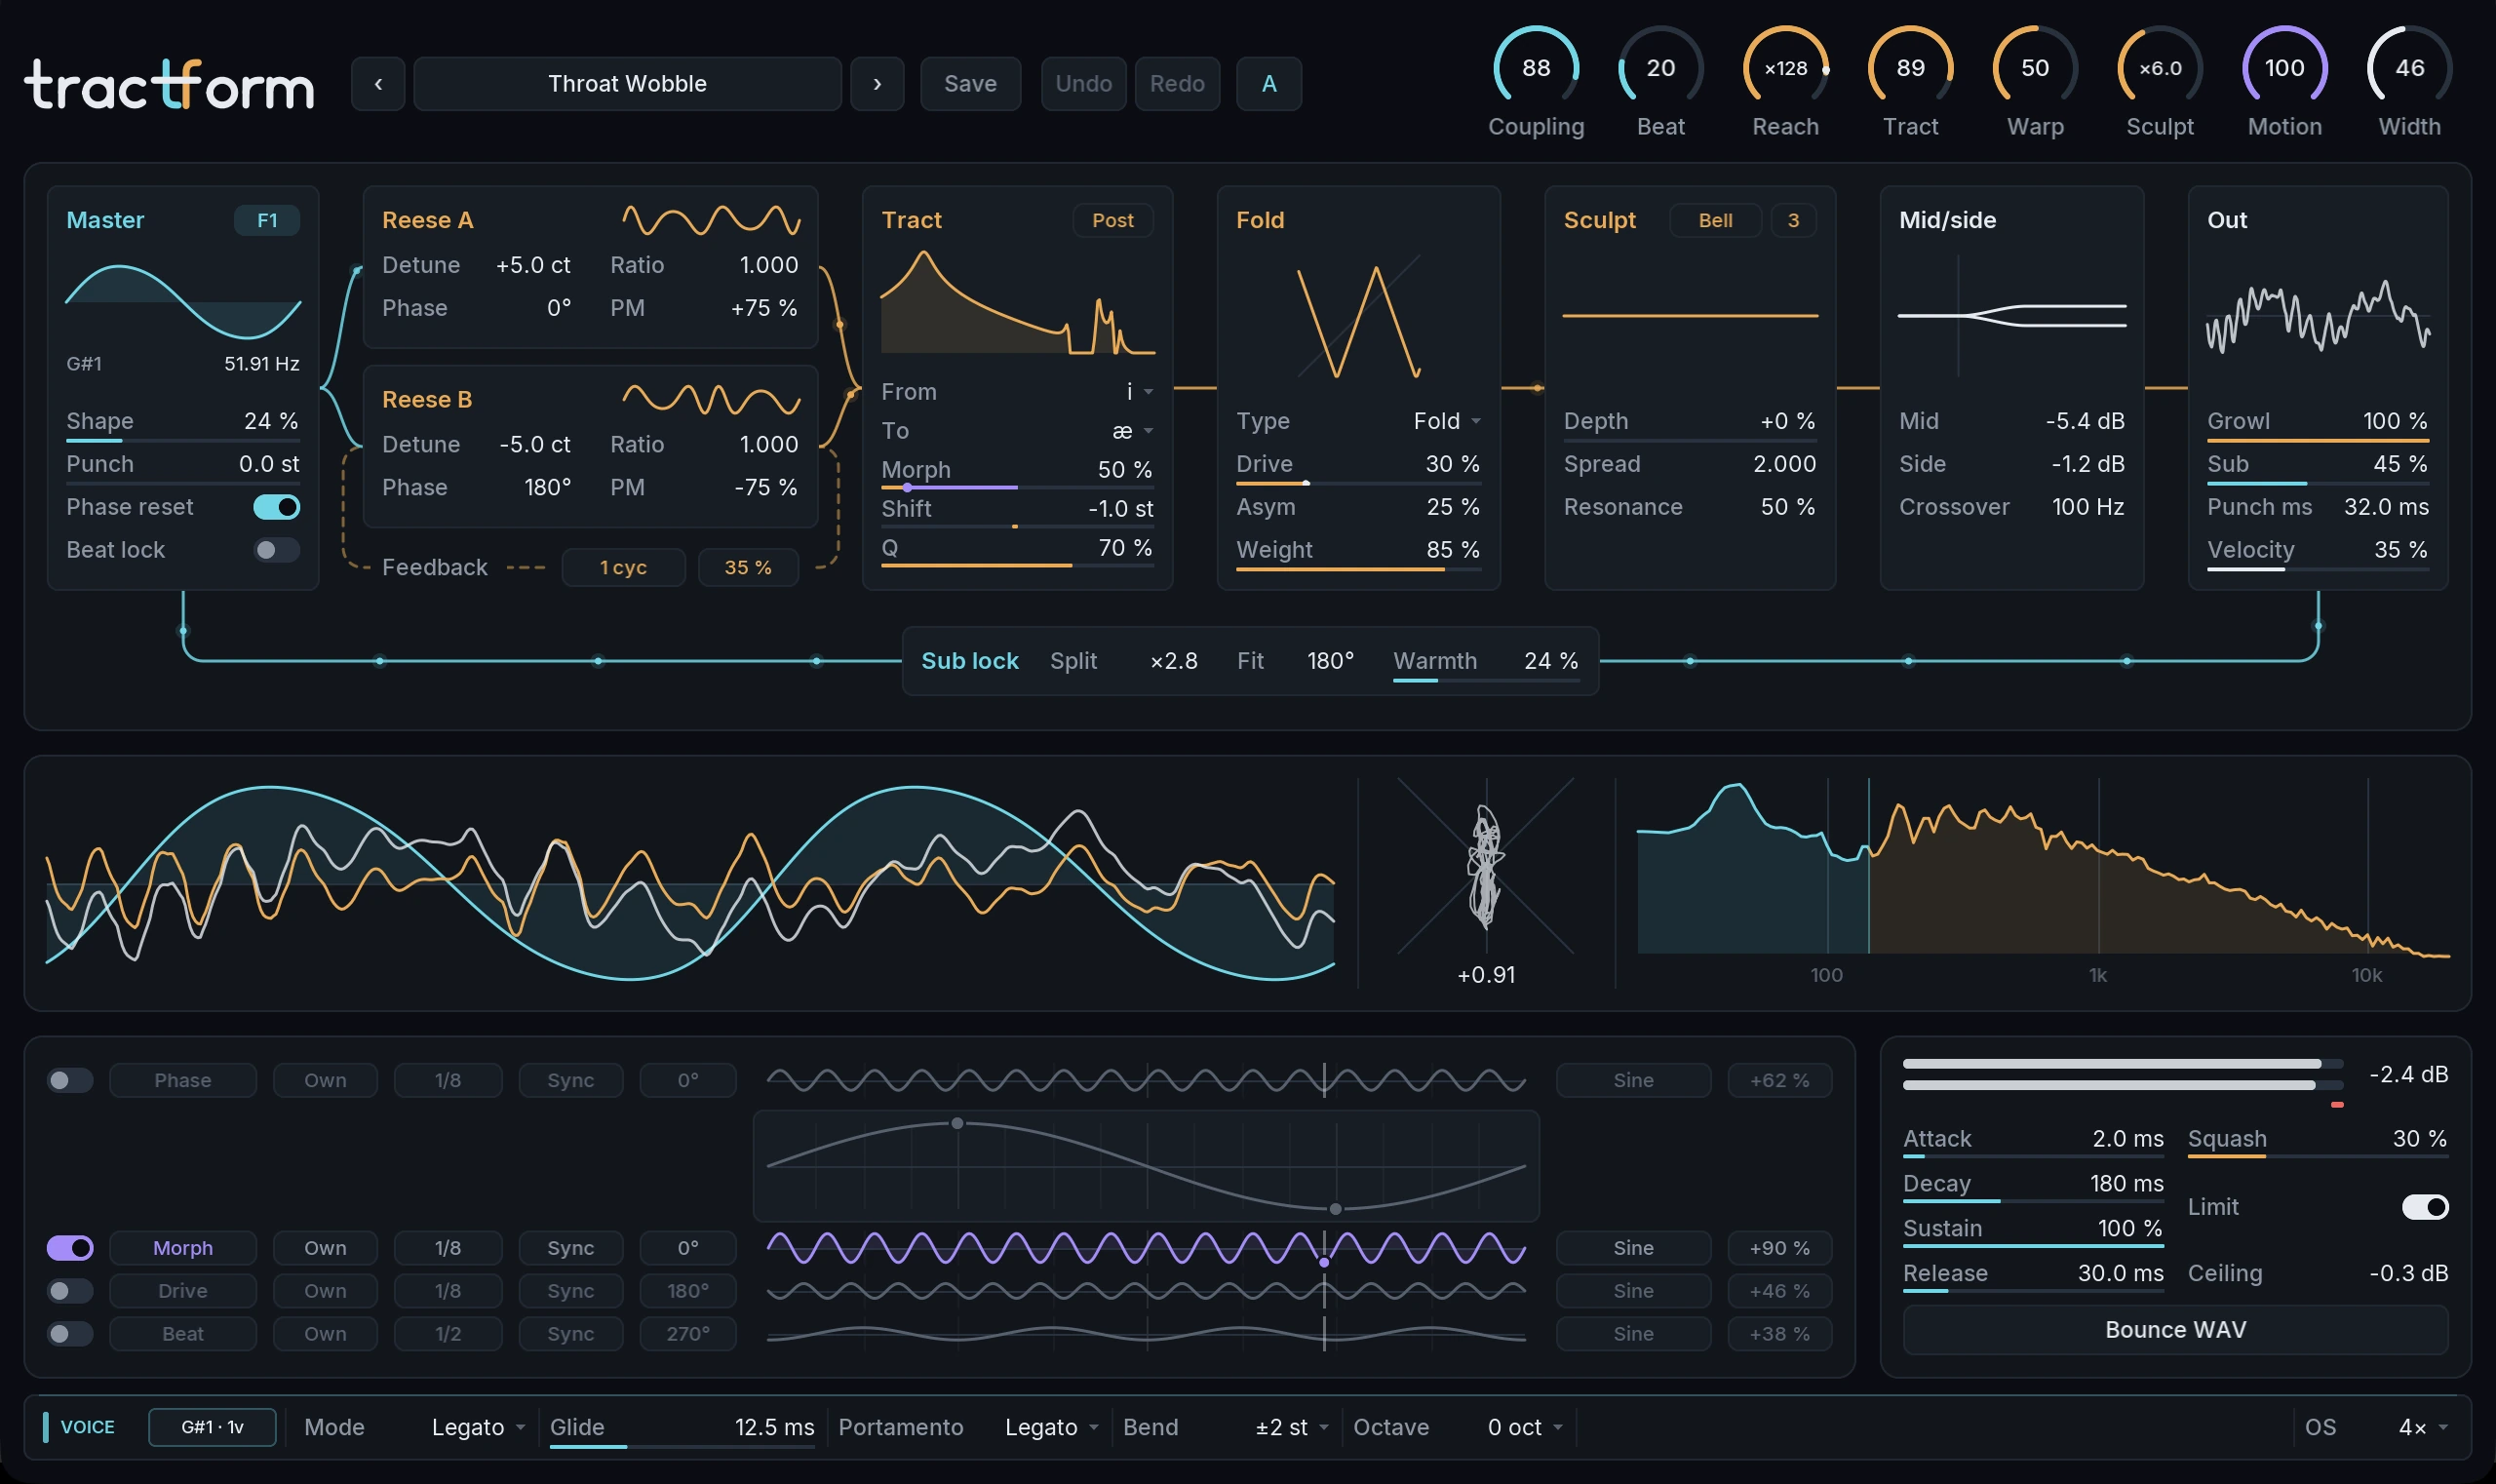 tractform
‹ Throat Wobble › Save Undo Redo A
88 20 ×128 89 50 ×6.0 100 46
Coupling Beat Reach Tract Warp Sculpt Motion Width
Master F1
G#1 51.91 Hz
Shape 24 %
Punch 0.0 st
Phase reset
Beat lock
Reese A
Detune +5.0 ct Ratio 1.000
Phase 0° PM +75 %
Reese B
Detune -5.0 ct Ratio 1.000
Phase 180° PM -75 %
Feedback 1 cyc 35 %
Tract Post
From i
To æ
Morph 50 %
Shift -1.0 st
Q 70 %
Fold
Type Fold
Drive 30 %
Asym 25 %
Weight 85 %
Sculpt Bell 3
Depth +0 %
Spread 2.000
Resonance 50 %
Mid/side
Mid -5.4 dB
Side -1.2 dB
Crossover 100 Hz
Out
Growl 100 %
Sub 45 %
Punch ms 32.0 ms
Velocity 35 %
Sub lock Split ×2.8 Fit 180° Warmth 24 %
+0.91
100 1k 10k
Phase Own 1/8 Sync 0° Sine +62 %
Morph Own 1/8 Sync 0° Sine +90 %
Drive Own 1/8 Sync 180° Sine +46 %
Beat Own 1/2 Sync 270° Sine +38 %
-2.4 dB
Attack 2.0 ms
Decay 180 ms
Sustain 100 %
Release 30.0 ms
Squash 30 %
Limit
Ceiling -0.3 dB
Bounce WAV
VOICE G#1 · 1v Mode Legato Glide 12.5 ms Portamento Legato Bend ±2 st Octave 0 oct OS 4×